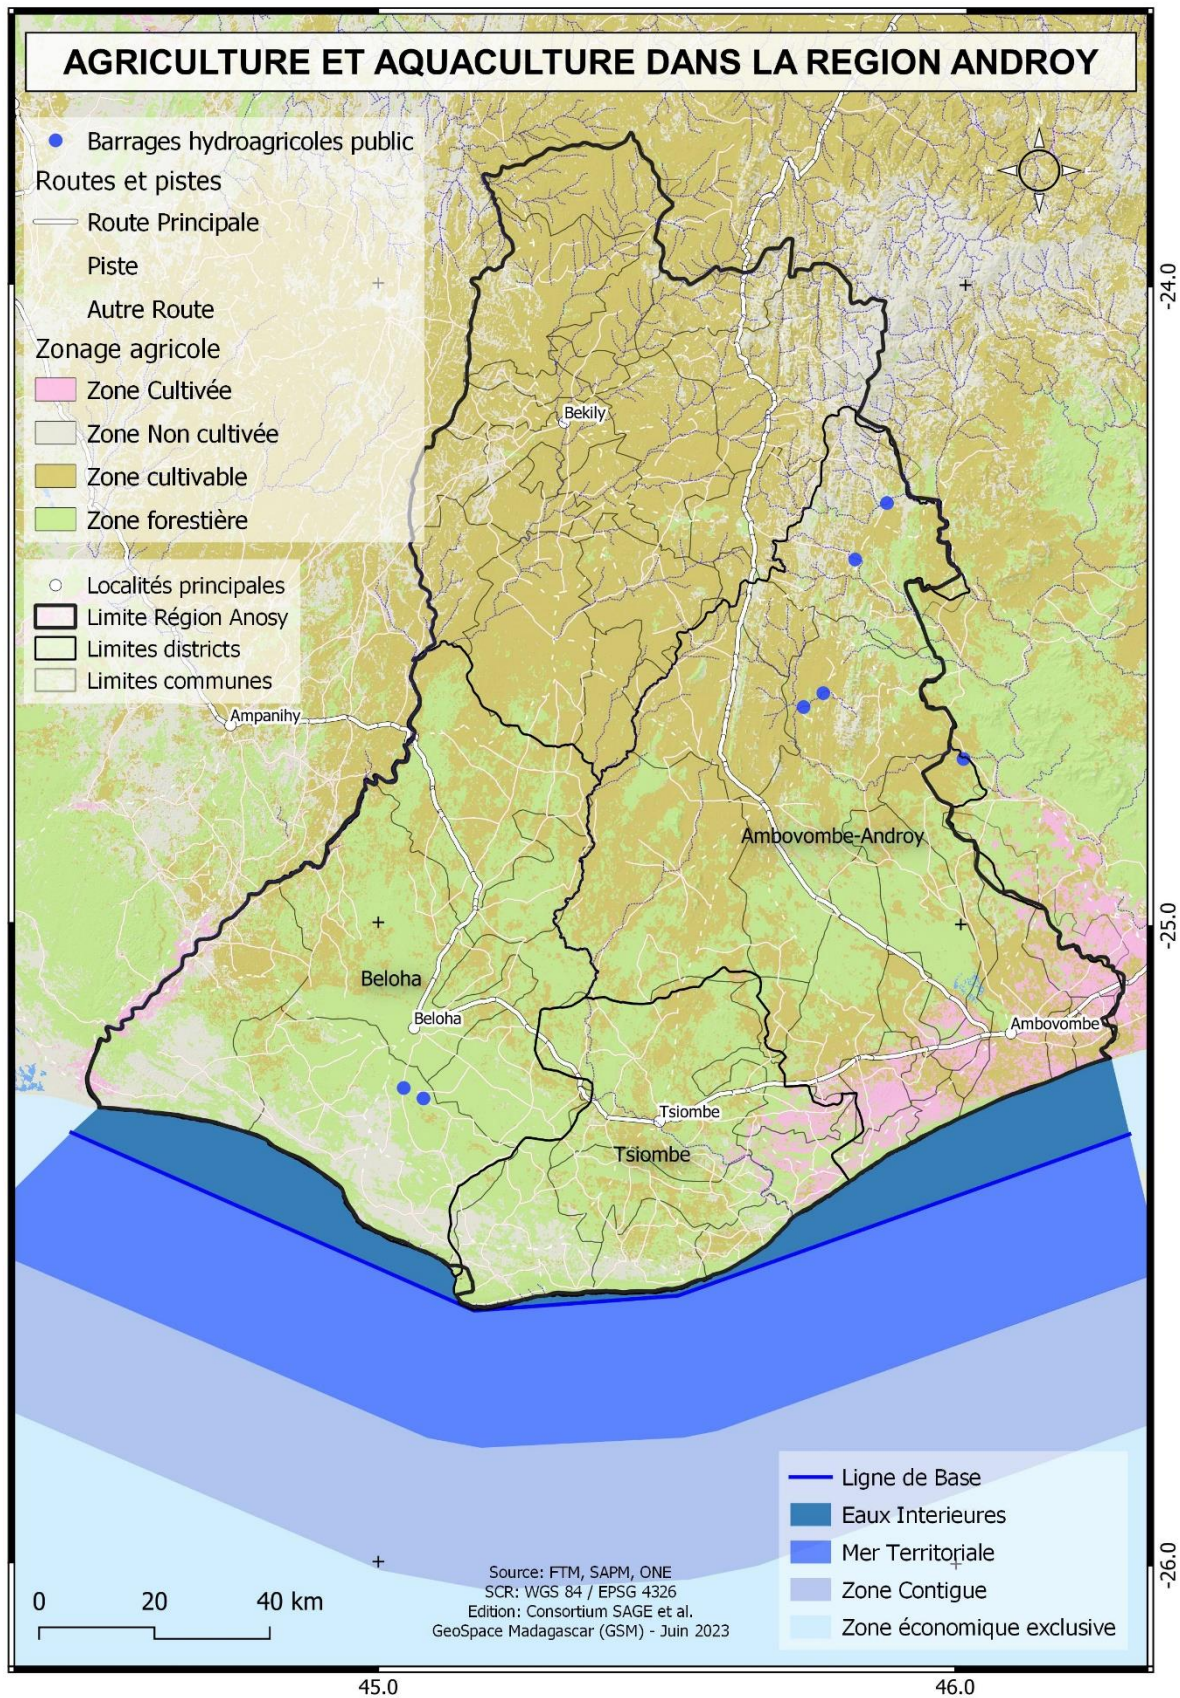 AGRICULTURE ET AQUACULTURE DANS LA REGION ANDROY
Barrages hydroagricoles public
Routes et pistes
Route Principale
Piste
Autre Route
Zonage agricole
Zone Cultivée
Zone Non cultivée
Zone cultivable
Zone forestière
Localités principales
Limite Région Anosy
Limites districts
Limites communes
N
W
E
S
-24.0
Bekily
Ampanihy
Ambovombe-Androy
-25.0
Beloha
Beloha
Ambovombe
Tsiombe
Tsiombe
Ligne de Base
Eaux Interieures
Mer Territoriale
Zone Contigue
Zone économique exclusive
-26.0
0 20 40 km
Source: FTM, SAPM, ONE
SCR: WGS 84 / EPSG 4326
Edition: Consortium SAGE et al.
GeoSpace Madagascar (GSM) - Juin 2023
45.0
46.0